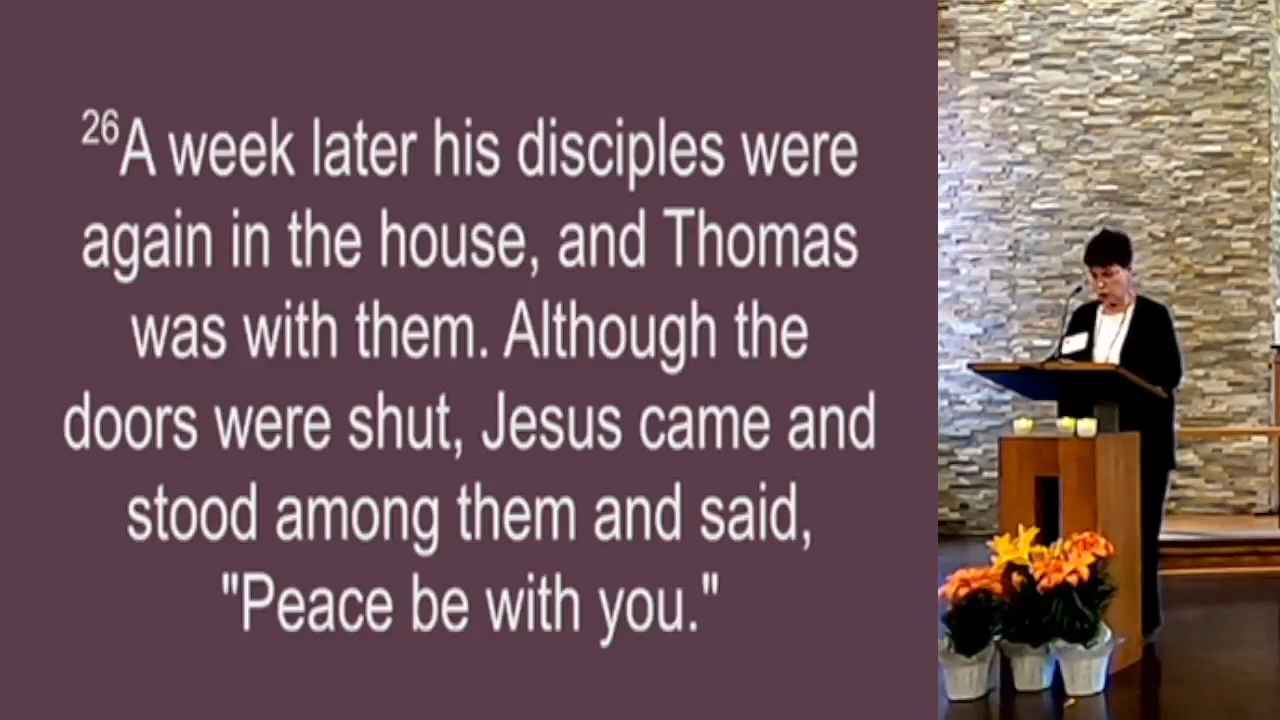 26A week later his disciples were
again in the house, and Thomas
was with them. Although the
doors were shut, Jesus came and
stood among them and said,
"Peace be with you."